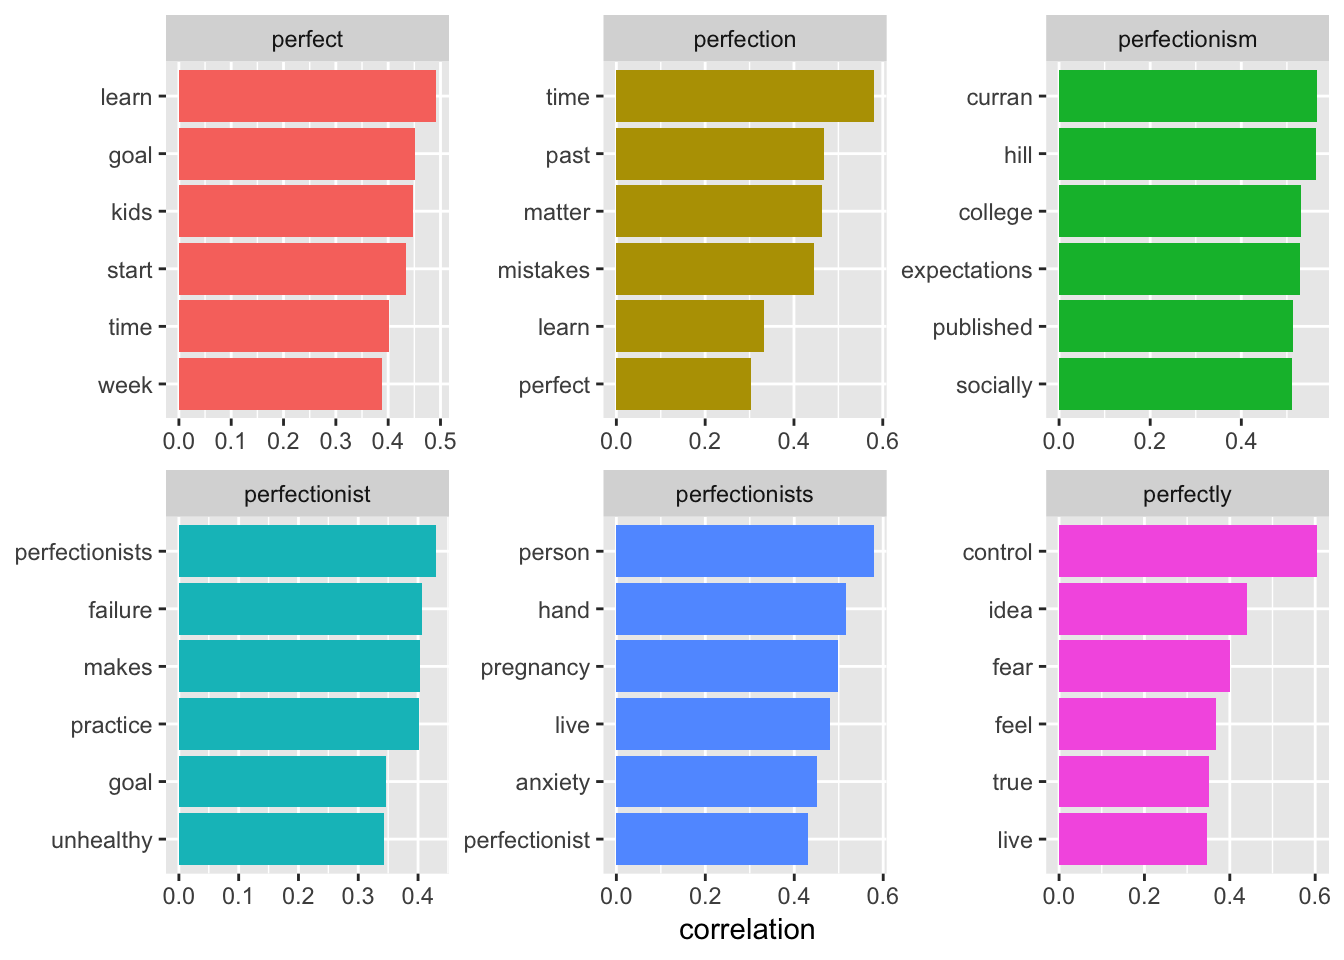 perfect
learn
goal
kids
start
time
week
0.0 0.1 0.2 0.3 0.4 0.5
perfection
time
past
matter
mistakes
learn
perfect
0.0 0.2 0.4 0.6
perfectionism
curran
hill
college
expectations
published
socially
0.0 0.2 0.4
perfectionist
perfectionists
failure
makes
practice
goal
unhealthy
0.0 0.1 0.2 0.3 0.4
perfectionists
person
hand
pregnancy
live
anxiety
perfectionist
0.0 0.2 0.4 0.6
perfectly
control
idea
fear
feel
true
live
0.0 0.2 0.4 0.6
correlation